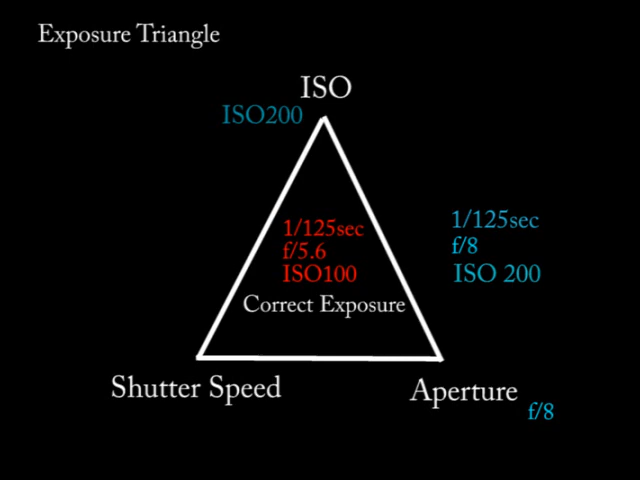 Exposure Triangle
ISO
ISO200
1/125sec
f/5.6
ISO100
Correct Exposure
1/125sec
f/8
ISO 200
Shutter Speed
Aperture
f/8